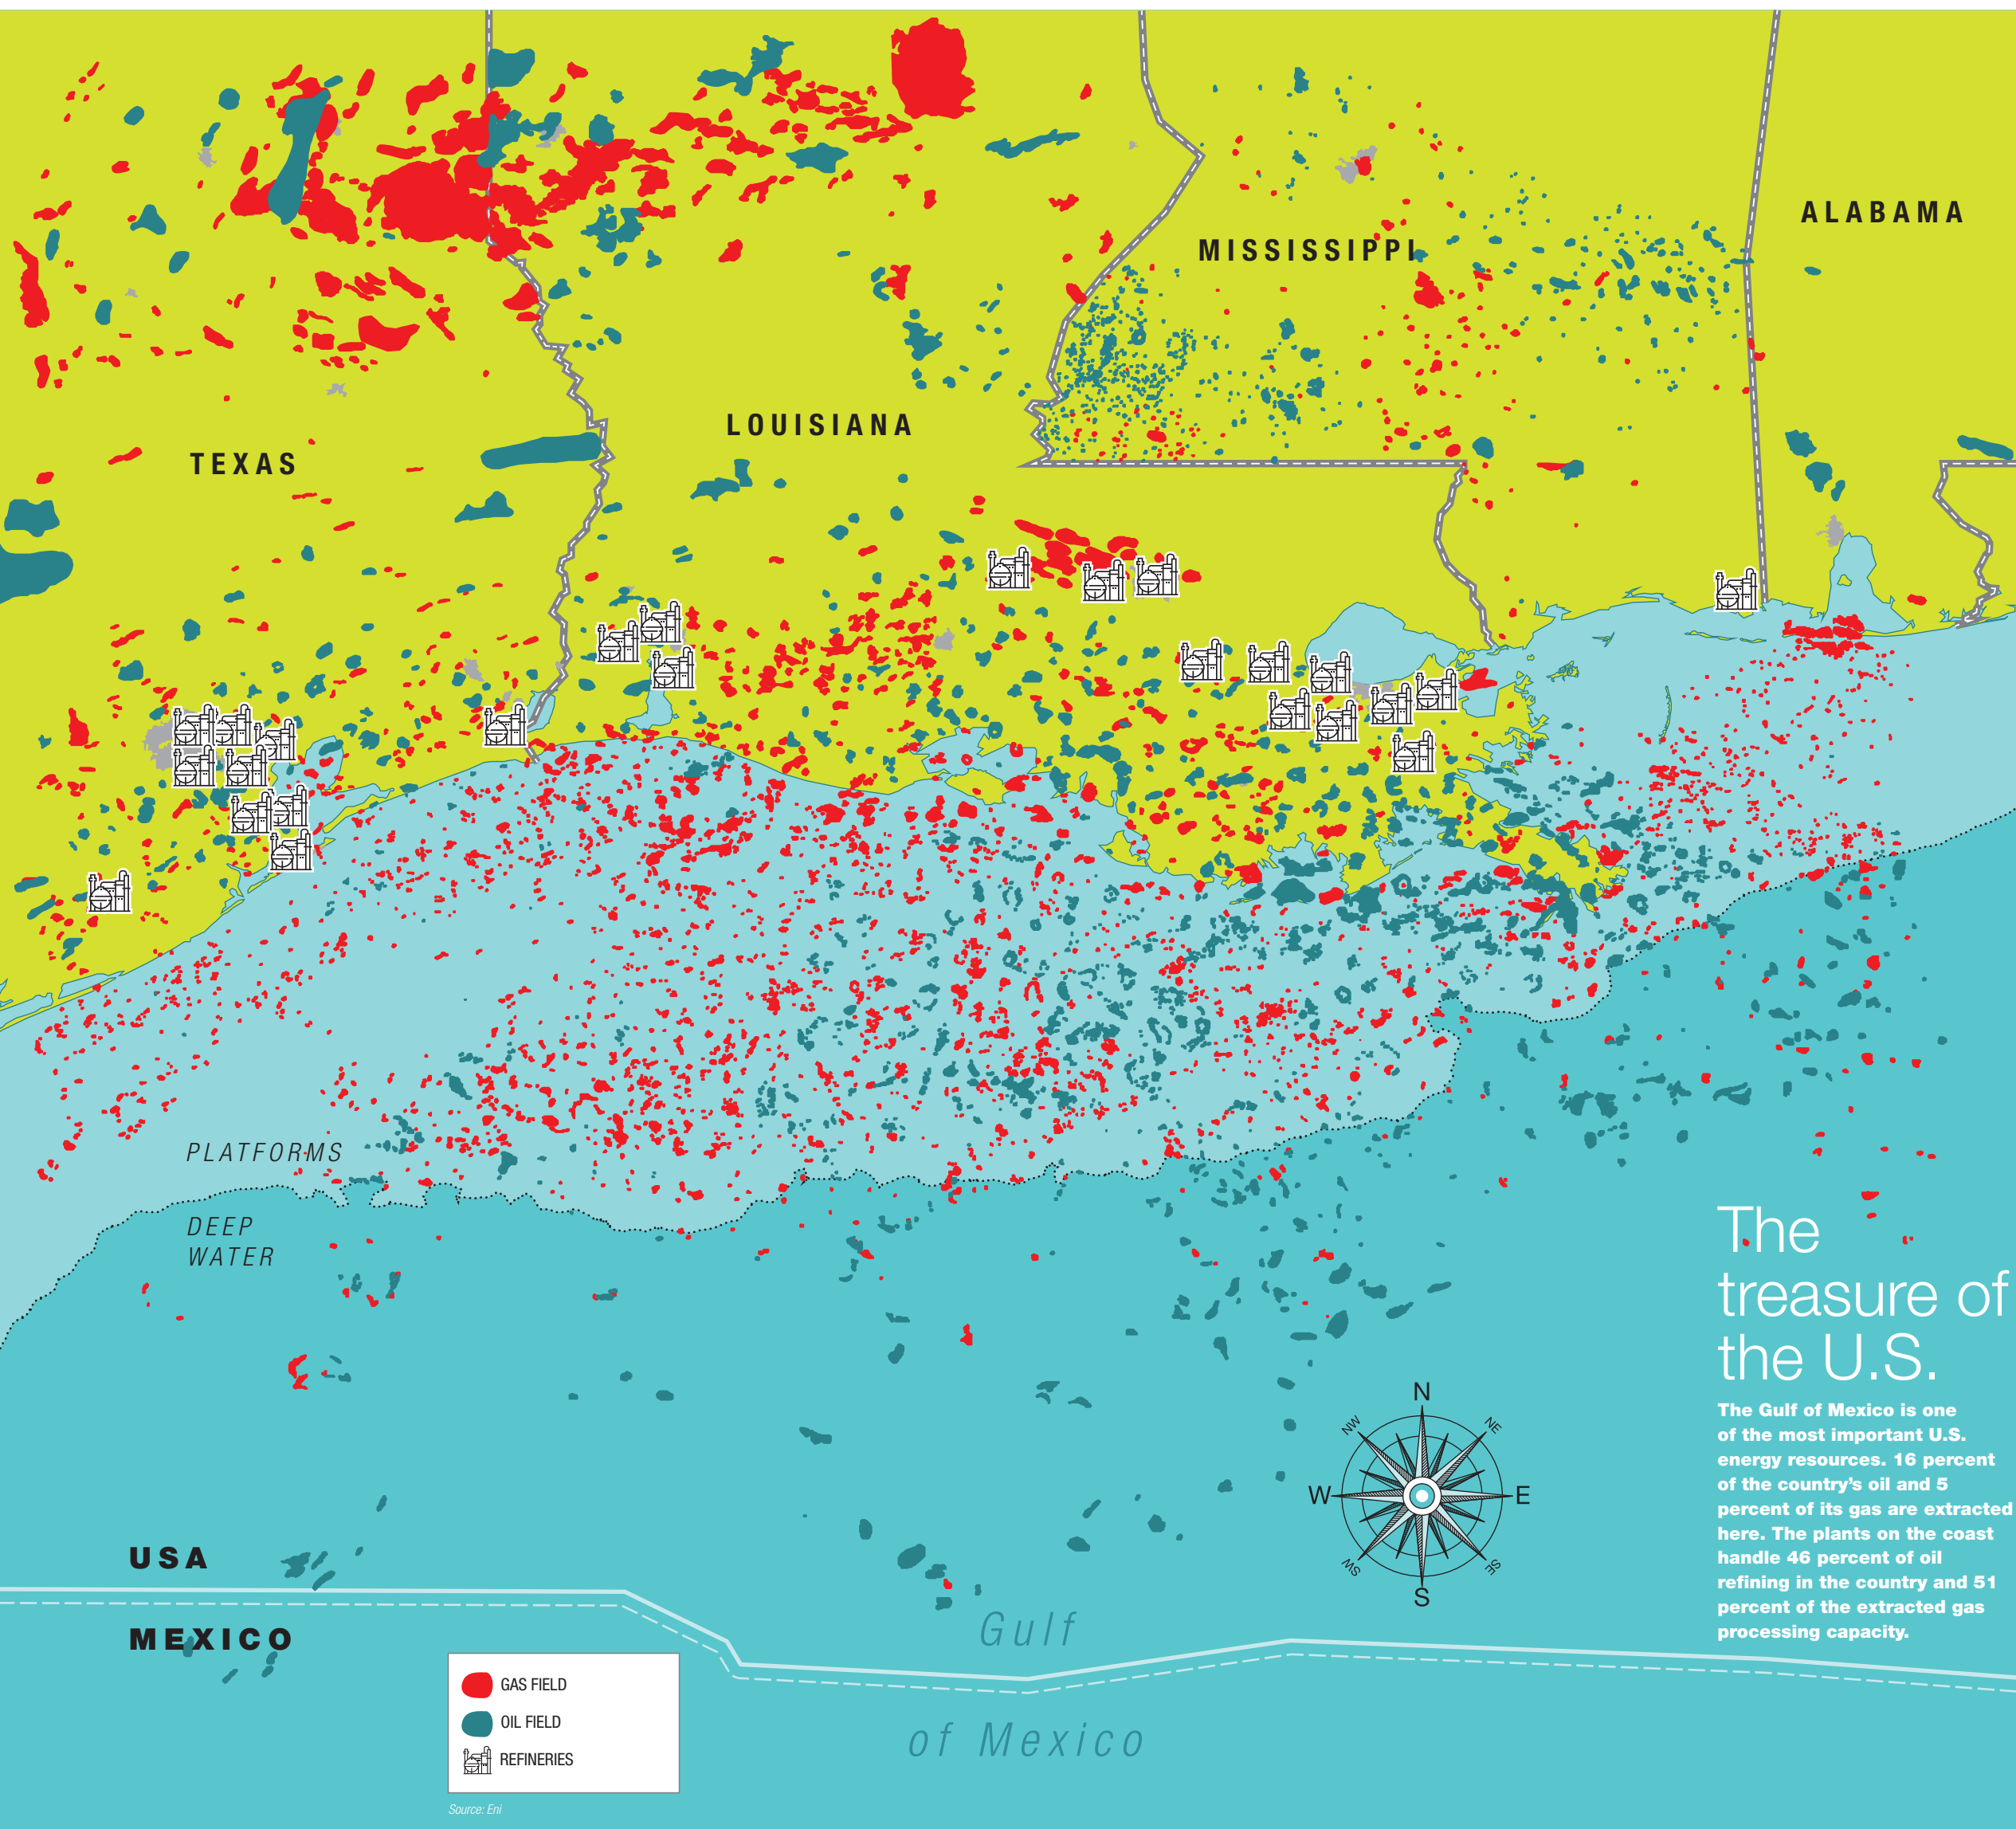 ALABAMA
MISSISSIPPI
LOUISIANA
TEXAS
PLATFORMS
DEEP
WATER
The
treasure of
the U.S.
The Gulf of Mexico is one
of the most important U.S.
energy resources. 16 percent
of the country's oil and 5
percent of its gas are extracted
here. The plants on the coast
handle 46 percent of oil
refining in the country and 51
percent of the extracted gas
processing capacity.
N
NW
NE
W
E
SW
SE
S
USA
MEXICO
Gulf
of Mexico
GAS FIELD
OIL FIELD
REFINERIES
Source: Eni